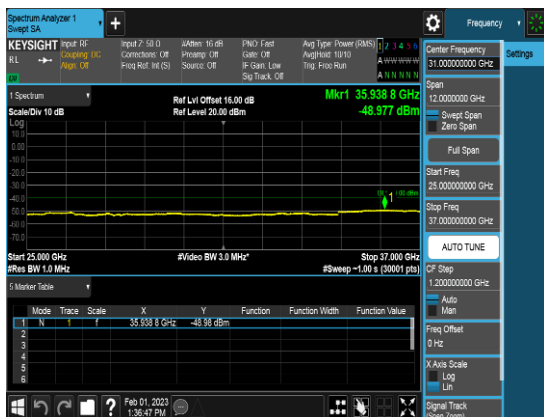 Spectrum Analyzer 1
Swept SA
Frequency
KEYSIGHT
RL
Input: RF
Coupling: DC
Align: Off
Input Z: 50 Ω
Corrections: Off
Freq Ref: Int (S)
#Atten: 16 dB
Preamp: Off
Source: Off
PNO: Fast
Gate: Off
IF Gain: Low
Sig Track: Off
Avg Type: Power (RMS)
Avg|Hold: 10/10
Trig: Free Run
1 2 3 4 5 6
A W W W W W
A N N N N N
Settings
Center Frequency
31.000000000 GHz
Span
12.0000000 GHz
Swept Span
Zero Span
Full Span
Start Freq
25.000000000 GHz
Stop Freq
37.000000000 GHz
AUTO TUNE
CF Step
1.200000000 GHz
Auto
Man
Freq Offset
0 Hz
X Axis Scale
Log
Lin
Signal Track
(Span Zoom)
1 Spectrum
Scale/Div 10 dB
Log
Ref Lvl Offset 16.00 dB
Ref Level 20.00 dBm
Mkr1 35.938 8 GHz
-48.977 dBm
10.0
0.00
-10.0
-20.0
-30.0
-40.0
-50.0
-60.0
-70.0
1
Start 25.000 GHz
#Res BW 1.0 MHz
#Video BW 3.0 MHz*
Stop 37.000 GHz
#Sweep ~1.00 s (30001 pts)
5 Marker Table
Mode Trace Scale X Y Function Function Width Function Value
1 N 1 f 35.938 8 GHz -48.98 dBm
2
3
4
5
6
Feb 01, 2023
1:36:47 PM